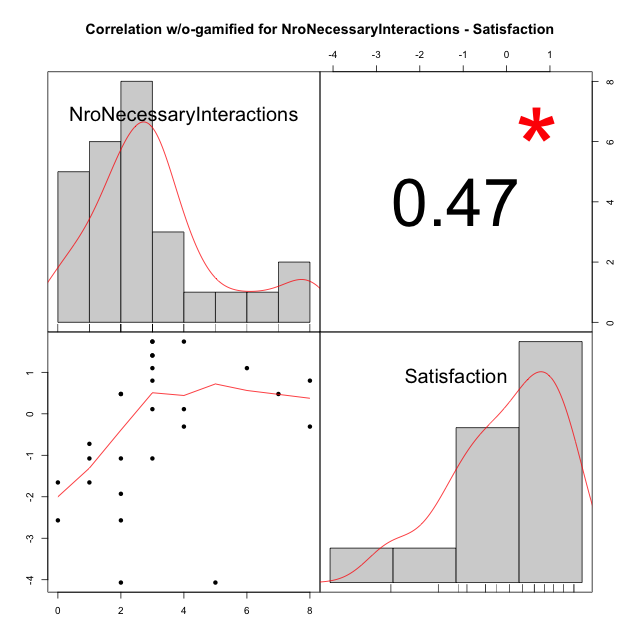 Correlation w/o-gamified for NroNecessaryInteractions - Satisfaction
-4 -3 -2 -1 0 1
NroNecessaryInteractions
*
0.47
8
6
4
2
0
Satisfaction
1
0
-1
-2
-3
-4
0 2 4 6 8